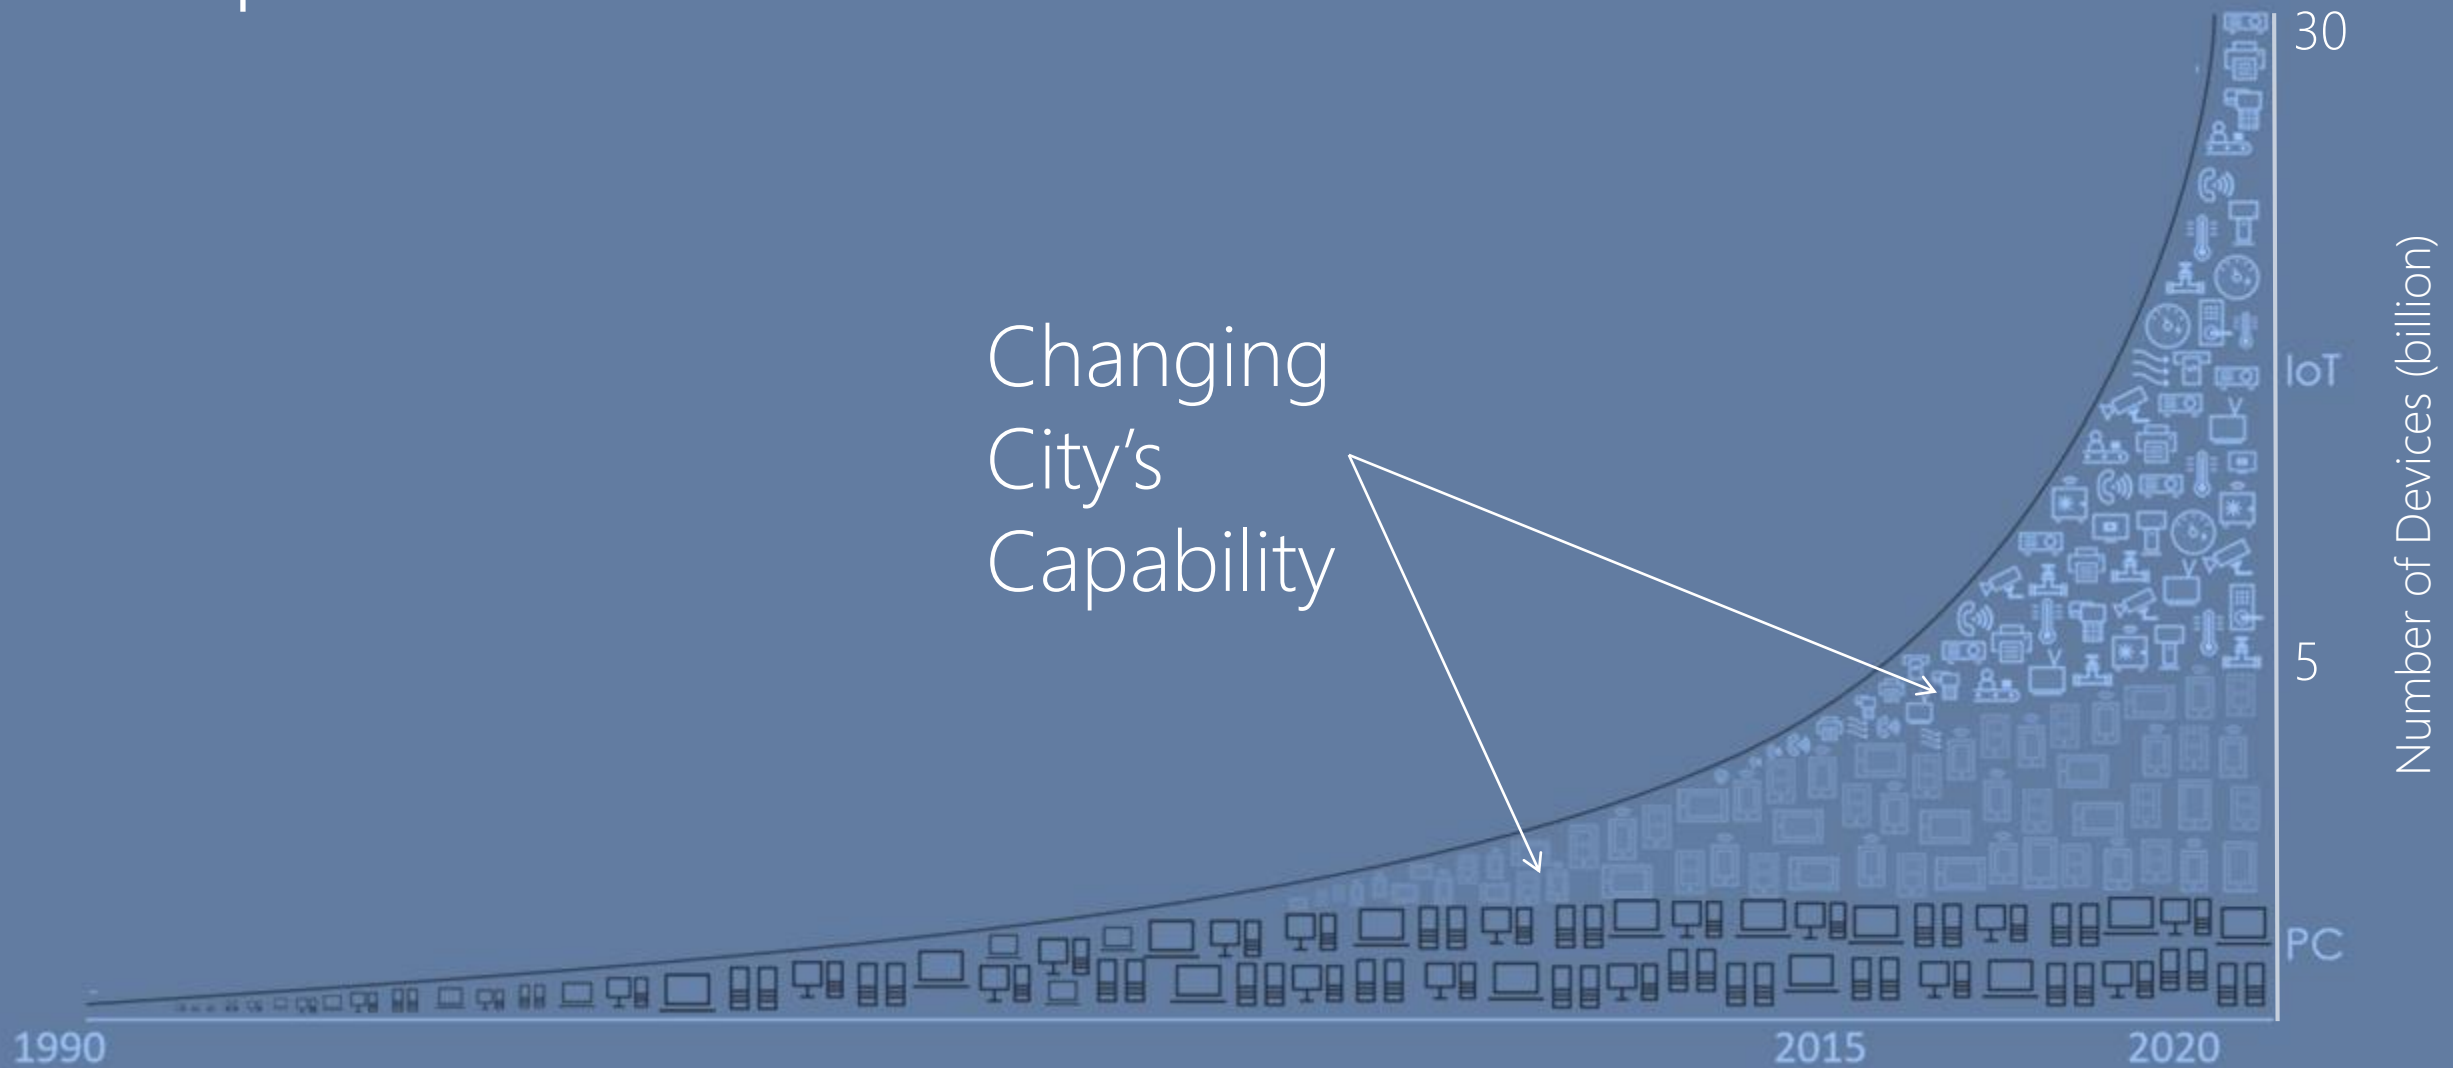 30
Changing
City's
Capability
IoT
Number of Devices (billion)
5
PC
1990
2015
2020